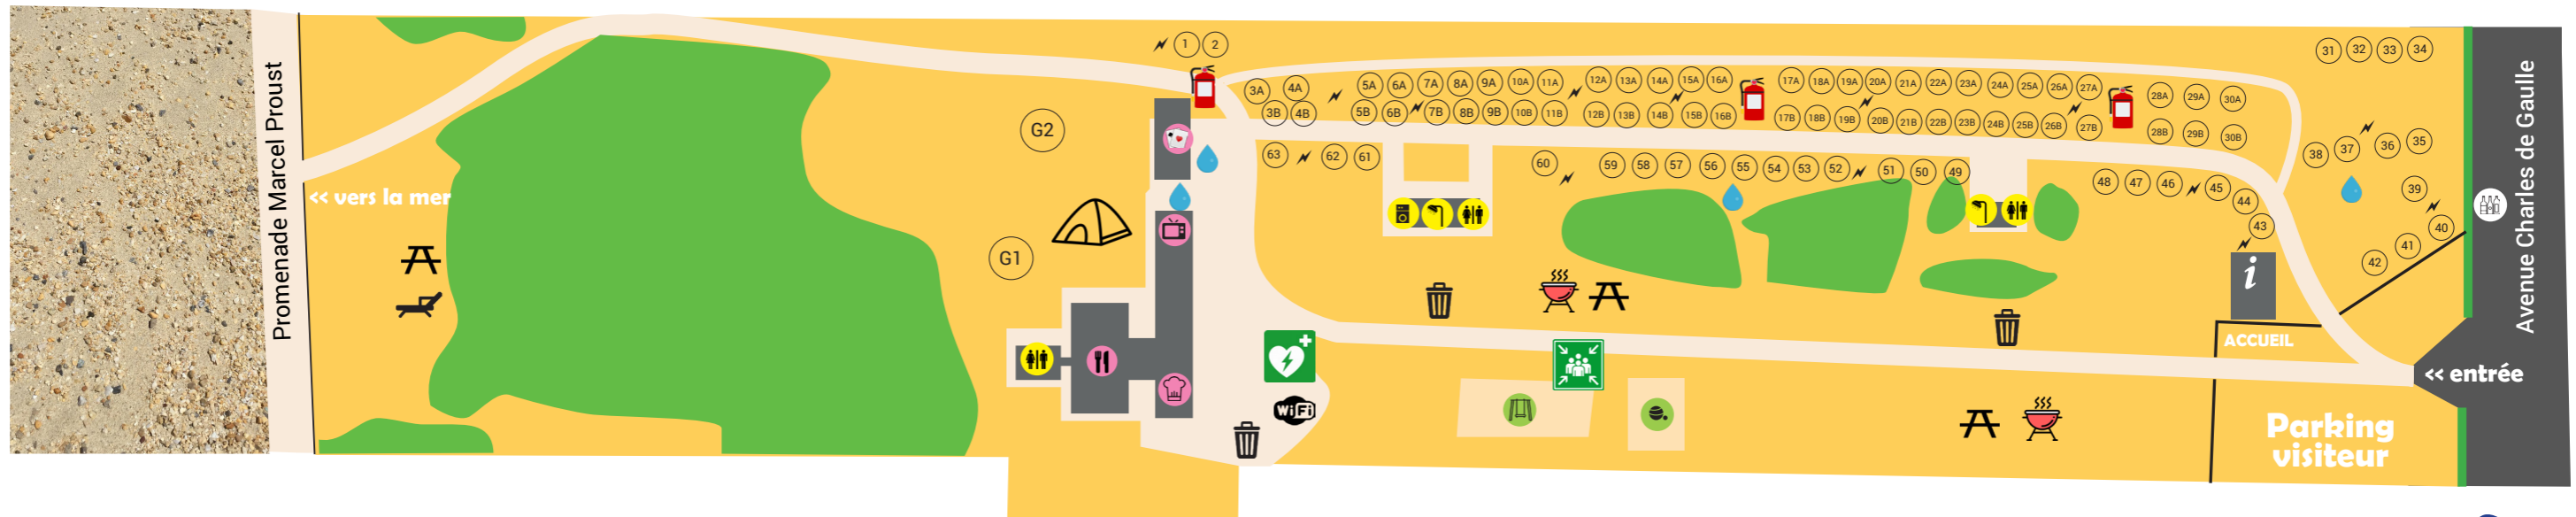 Promenade Marcel Proust
<< vers la mer
G2
G1
1 2
3A 4A 5A 6A 7A 8A 9A 10A 11A 12A 13A 14A 15A 16A 17A 18A 19A 20A 21A 22A 23A 24A 25A 26A 27A 28A 29A 30A
3B 4B 5B 6B 7B 8B 9B 10B 11B 12B 13B 14B 15B 16B 17B 18B 19B 20B 21B 22B 23B 24B 25B 26B 27B 28B 29B 30B
63 62 61 60 59 58 57 56 55 54 53 52 51 50 49 48 47 46 45 44 43
31 32 33 34
38 37 36 35
39
40
41
42
i
ACCUEIL
WiFi
<< entrée
Parking
visiteur
Avenue Charles de Gaulle